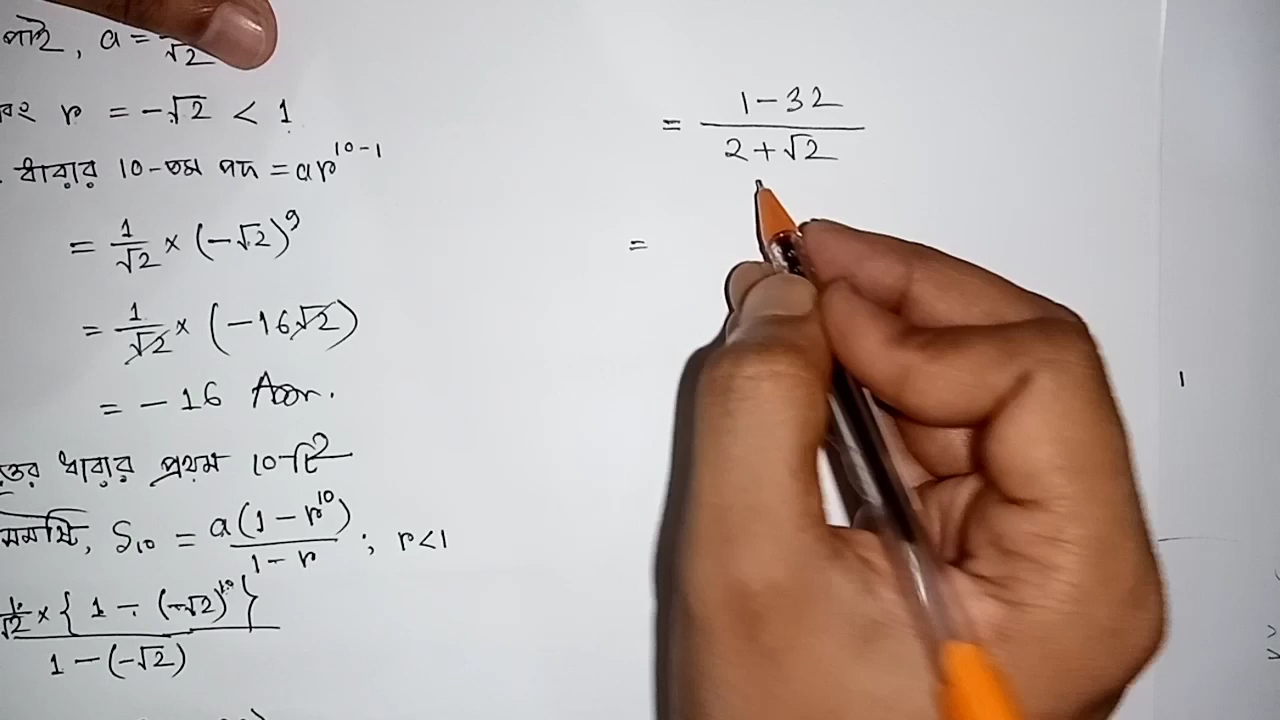 পাই, a = √2
r = -√2 < 1
ধারার 10-তম পদ = ar^10-1
= 1/√2 × (-√2)^9
= 1/√2 × (-16√2)
= -16 Ans.
ধারার প্রথম 10-টি
সমষ্টি, S10 = a(1-r^10)/1-r ; r<1
1/√2 × {1 - (-√2)^10}/1-(-√2)
= 1-32/2+√2
=